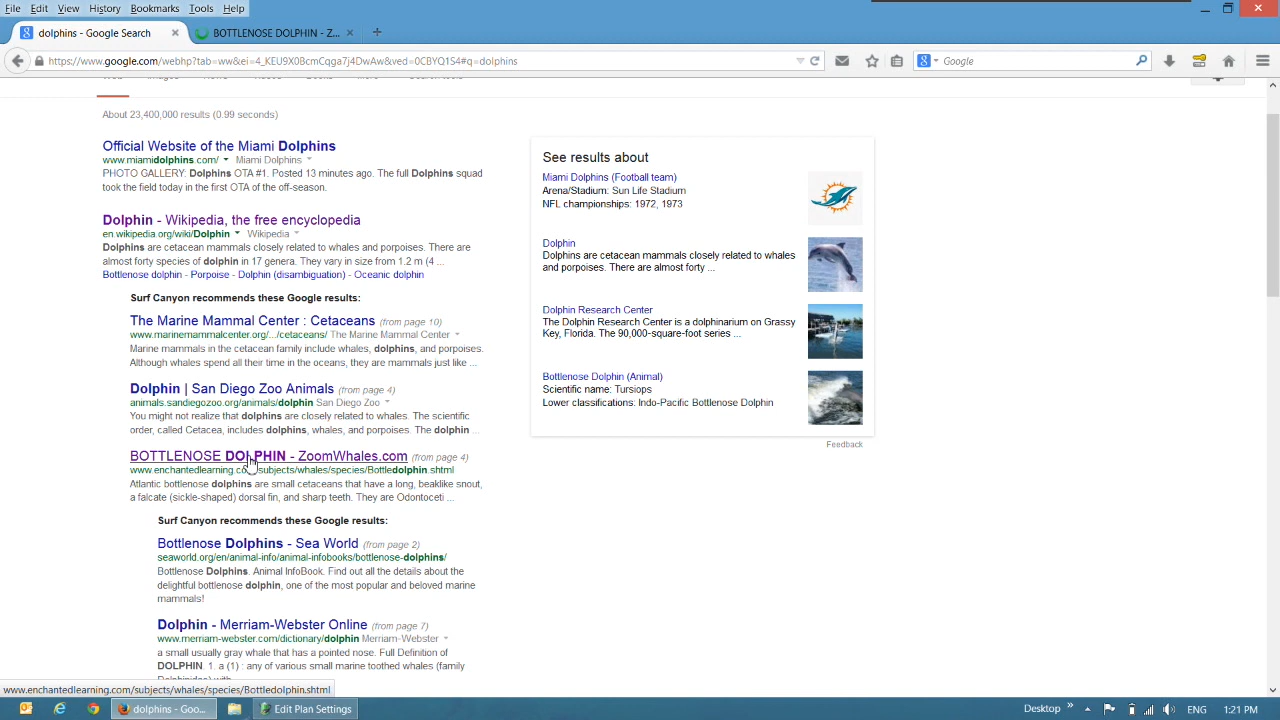 File Edit View History Bookmarks Tools Help
dolphins - Google Search
BOTTLENOSE DOLPHIN - Z...
https://www.google.com/webhp?tab=ww&ei=4_KEU9X0BcmCqga7j4DwAw&ved=0CBYQ1S4#q=dolphins
Google
About 23,400,000 results (0.99 seconds)
Official Website of the Miami Dolphins
www.miamidolphins.com/ Miami Dolphins
PHOTO GALLERY: Dolphins OTA #1. Posted 13 minutes ago. The full Dolphins squad
took the field today in the first OTA of the off-season.
Dolphin - Wikipedia, the free encyclopedia
en.wikipedia.org/wiki/Dolphin Wikipedia
Dolphins are cetacean mammals closely related to whales and porpoises. There are
almost forty species of dolphin in 17 genera. They vary in size from 1.2 m (4 ...
Bottlenose dolphin - Porpoise - Dolphin (disambiguation) - Oceanic dolphin
Surf Canyon recommends these Google results:
The Marine Mammal Center : Cetaceans (from page 10)
www.marinemammalcenter.org/.../cetaceans/ The Marine Mammal Center
Marine mammals in the cetacean family include whales, dolphins, and porpoises.
Although whales spend all their time in the oceans, they are mammals just like ...
Dolphin | San Diego Zoo Animals (from page 4)
animals.sandiegozoo.org/animals/dolphin San Diego Zoo
You might not realize that dolphins are closely related to whales. The scientific
order, called Cetacea, includes dolphins, whales, and porpoises. The dolphin ...
BOTTLENOSE DOLPHIN - ZoomWhales.com (from page 4)
www.enchantedlearning.co /subjects/whales/species/Bottledolphin.shtml
Atlantic bottlenose dolphins are small cetaceans that have a long, beaklike snout,
a falcate (sickle-shaped) dorsal fin, and sharp teeth. They are Odontoceti ...
Surf Canyon recommends these Google results:
Bottlenose Dolphins - Sea World (from page 2)
seaworld.org/en/animal-info/animal-infobooks/bottlenose-dolphins/
Bottlenose Dolphins. Animal InfoBook. Find out all the details about the
delightful bottlenose dolphin, one of the most popular and beloved marine
mammals!
Dolphin - Merriam-Webster Online (from page 7)
www.merriam-webster.com/dictionary/dolphin Merriam-Webster
a small usually gray whale that has a pointed nose. Full Definition of
DOLPHIN. 1. a (1) : any of various small marine toothed whales (family
See results about
Miami Dolphins (Football team)
Arena/Stadium: Sun Life Stadium
NFL championships: 1972, 1973
Dolphin
Dolphins are cetacean mammals closely related to whales
and porpoises. There are almost forty ...
Dolphin Research Center
The Dolphin Research Center is a dolphinarium on Grassy
Key, Florida. The 90,000-square-foot series ...
Bottlenose Dolphin (Animal)
Scientific name: Tursiops
Lower classifications: Indo-Pacific Bottlenose Dolphin
Feedback
www.enchantedlearning.com/subjects/whales/species/Bottledolphin.shtml
dolphins - Goo...
Edit Plan Settings
Desktop
ENG
1:21 PM